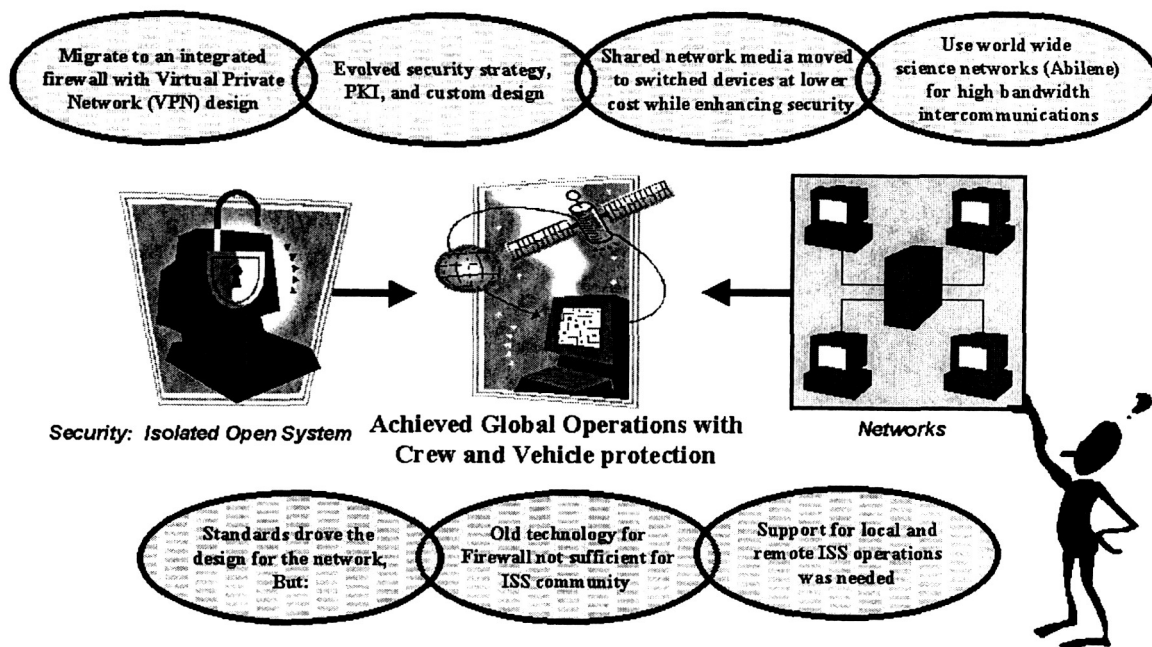 Migrate to an integrated
firewall with Virtual Private
Network (VPN) design
Evolved security strategy,
PKI, and custom design
Shared network media moved
to switched devices at lower
cost while enhancing security
Use world wide
science networks (Abilene)
for high bandwidth
intercommunications
Security: Isolated Open System
Achieved Global Operations with
Crew and Vehicle protection
Networks
Standards drove the
design for the network,
But:
Old technology for
Firewall not sufficient for
ISS community
Support for local and
remote ISS operations
was needed